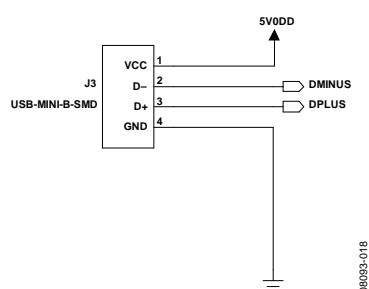 5V0DD
VCC 1
J3
D– 2
DMINUS
USB-MINI-B-SMD
D+ 3
DPLUS
GND 4
08093-018